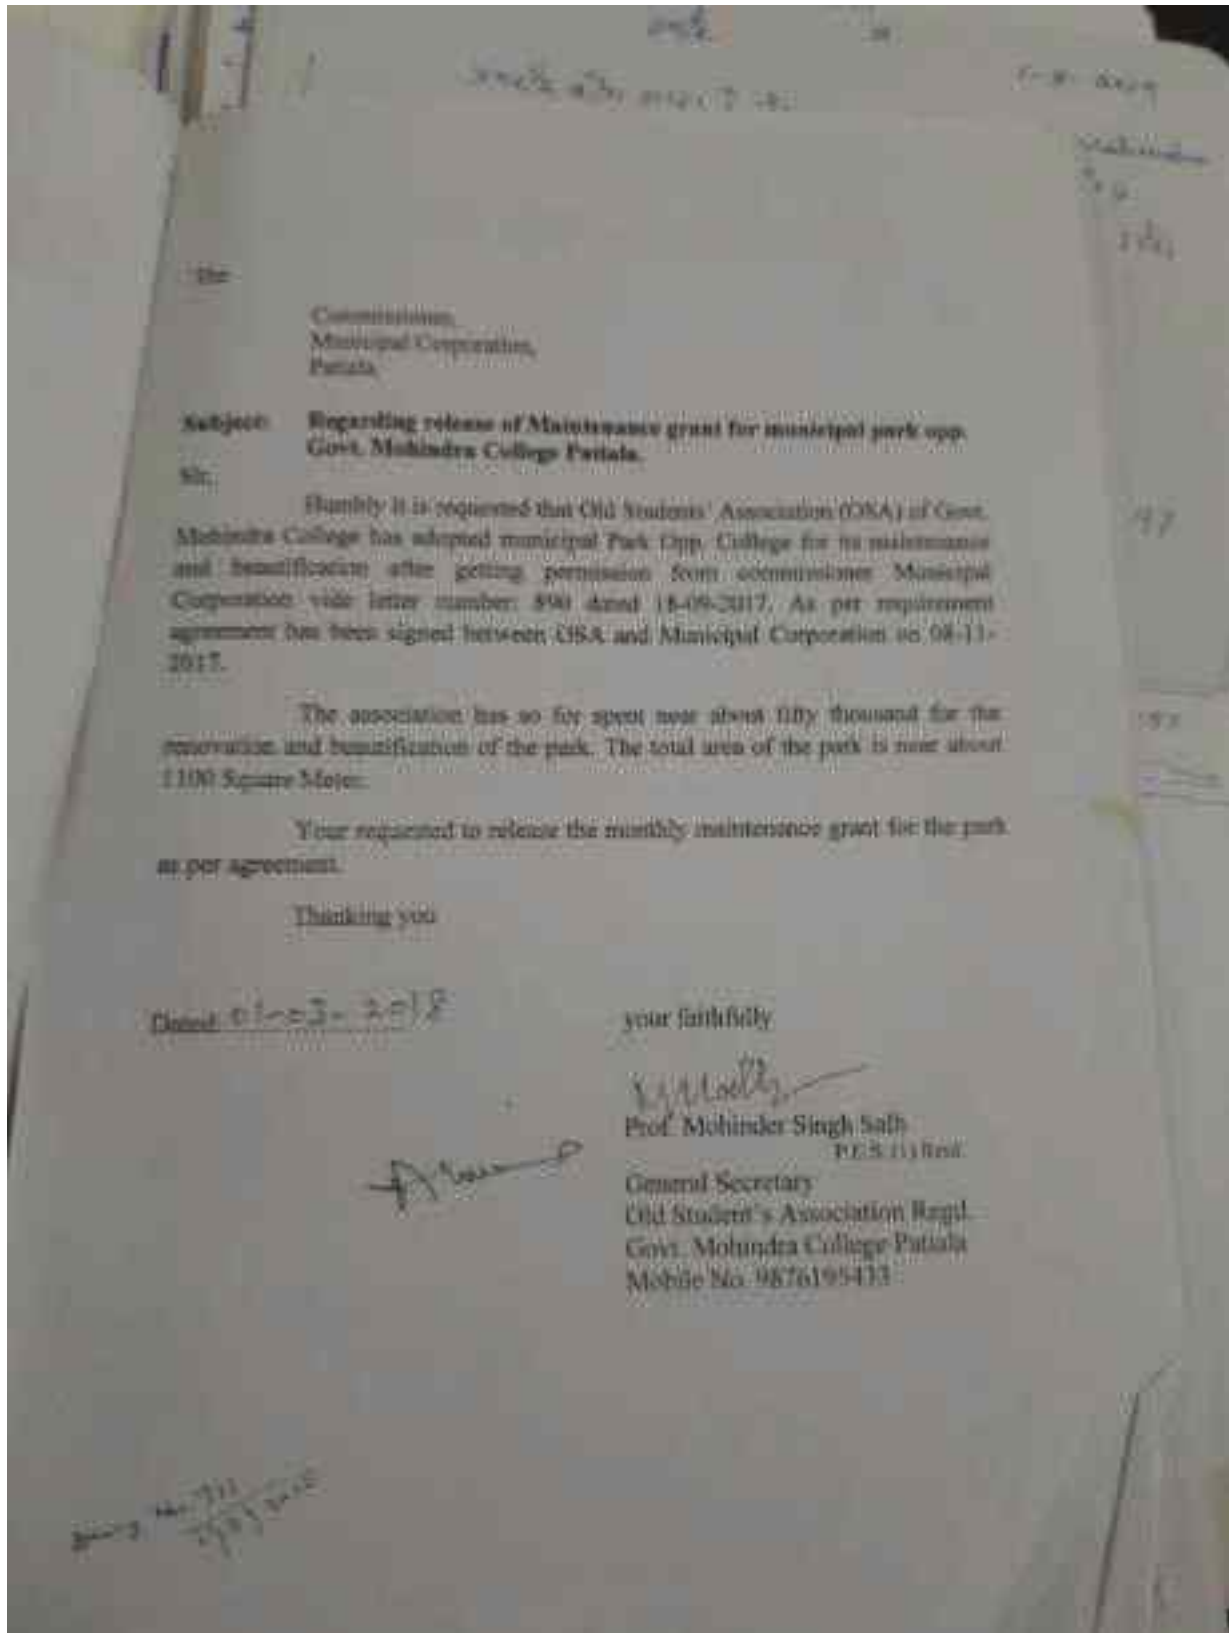 The
Commissioner,
Municipal Corporation,
Patiala
Subject: Regarding release of Maintenance grant for municipal park opp.
Govt. Mohindra College Patiala.
Sir,
Humbly it is requested that Old Students' Association (OSA) of Govt.
Mohindra College has adopted municipal Park Opp. College for its maintenance
and beautification after getting permission from commissioner Municipal
Corporation vide letter number: 890 dated 18-09-2017. As per requirement
agreement has been signed between OSA and Municipal Corporation on 08-11-
2017.
The association has so for spent near about fifty thousand for the
renovation and beautification of the park. The total area of the park is near about
1100 Square Meter.
Your requested to release the monthly maintenance grant for the park
as per agreement.
Thanking you
Dated: 01-03-2018
your faithfully
Prof. Mohinder Singh
General Secretary
Old Student's Association Regd.
Govt. Mohindra College Patiala
Mobile No. 9876195433